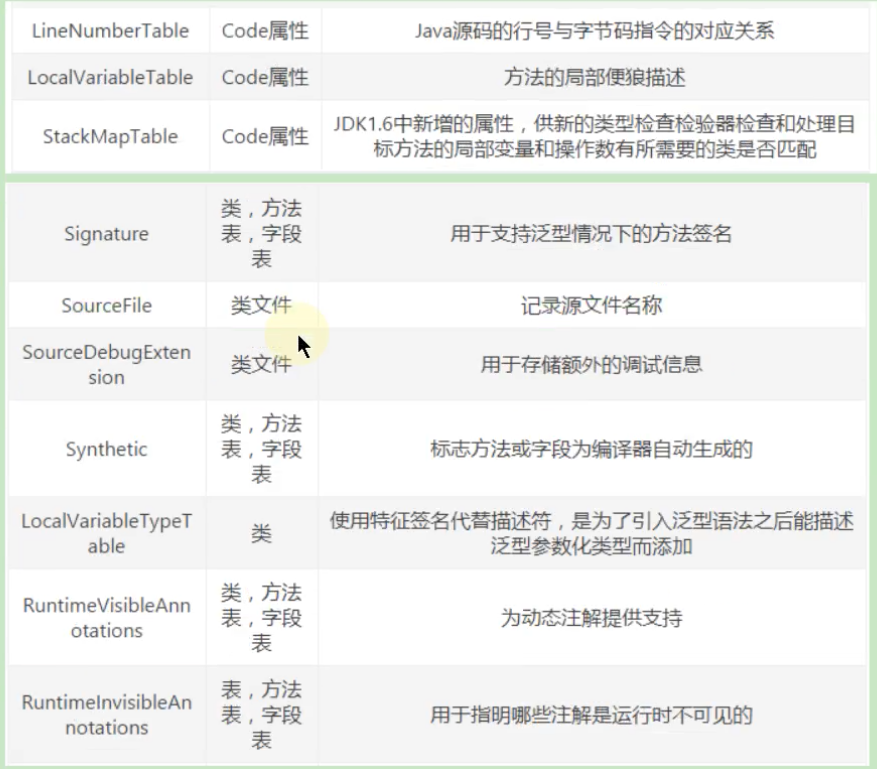 LineNumberTable Code属性 Java源码的行号与字节码指令的对应关系
LocalVariableTable Code属性 方法的局部便狼描述
StackMapTable Code属性 JDK1.6中新增的属性，供新的类型检查检验器检查和处理目
标方法的局部变量和操作数有所需要的类是否匹配
Signature
类，方法
表，字段
表
用于支持泛型情况下的方法签名
SourceFile 类文件 记录源文件名称
SourceDebugExten
sion
类文件 用于存储额外的调试信息
Synthetic
类，方法
表，字段
表
标志方法或字段为编译器自动生成的
LocalVariableTypeT
able
类
使用特征签名代替描述符，是为了引入泛型语法之后能描述
泛型参数化类型而添加
RuntimeVisibleAnn
otations
类，方法
表，字段
表
为动态注解提供支持
RuntimeInvisibleAn
notations
表，方法
表，字段
表
用于指明哪些注解是运行时不可见的